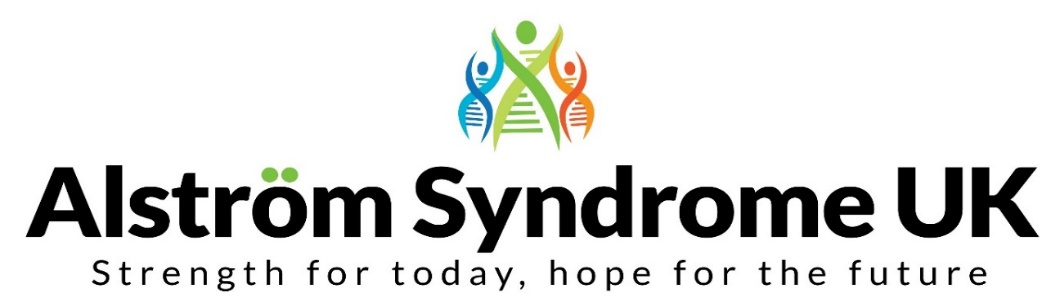 Alström Syndrome UK
Strength for today, hope for the future